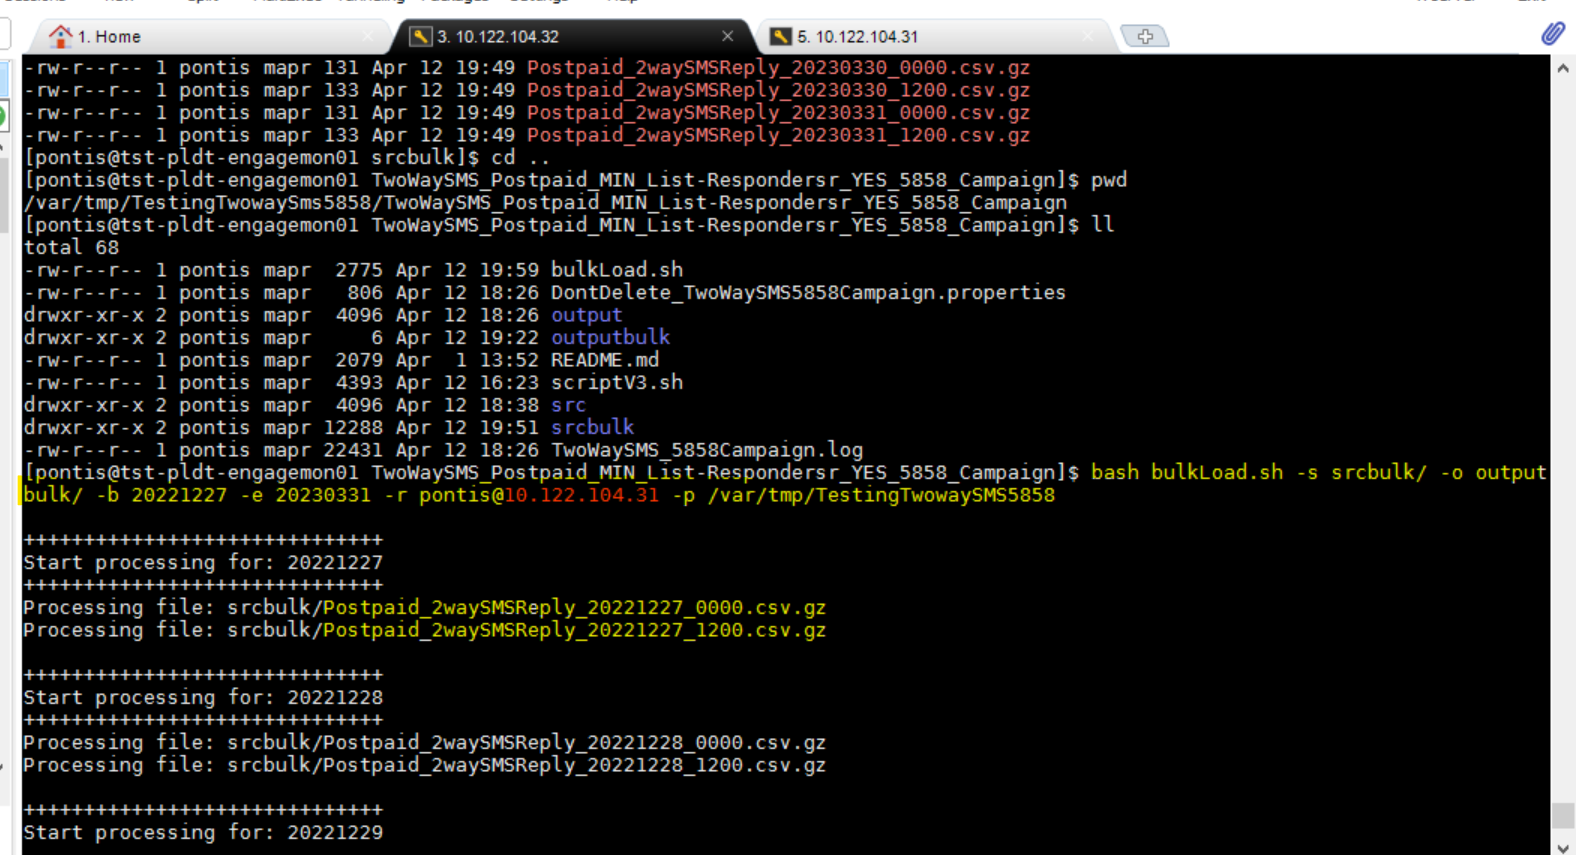 1. Home
3. 10.122.104.32
5. 10.122.104.31
-rw-r--r-- 1 pontis mapr 131 Apr 12 19:49 Postpaid_2waySMSReply_20230330_0000.csv.gz
-rw-r--r-- 1 pontis mapr 133 Apr 12 19:49 Postpaid_2waySMSReply_20230330_1200.csv.gz
-rw-r--r-- 1 pontis mapr 131 Apr 12 19:49 Postpaid_2waySMSReply_20230331_0000.csv.gz
-rw-r--r-- 1 pontis mapr 133 Apr 12 19:49 Postpaid_2waySMSReply_20230331_1200.csv.gz
[pontis@tst-pldt-engagemon01 srcbulk]$ cd ..
[pontis@tst-pldt-engagemon01 TwoWaySMS_Postpaid_MIN_List-Respondersr_YES_5858_Campaign]$ pwd
/var/tmp/TestingTwowaySms5858/TwoWaySMS_Postpaid_MIN_List-Respondersr_YES_5858_Campaign
[pontis@tst-pldt-engagemon01 TwoWaySMS_Postpaid_MIN_List-Respondersr_YES_5858_Campaign]$ ll
total 68
-rw-r--r-- 1 pontis mapr  2775 Apr 12 19:59 bulkLoad.sh
-rw-r--r-- 1 pontis mapr   806 Apr 12 18:26 DontDelete_TwoWaySMS5858Campaign.properties
drwxr-xr-x 2 pontis mapr  4096 Apr 12 18:26 output
drwxr-xr-x 2 pontis mapr     6 Apr 12 19:22 outputbulk
-rw-r--r-- 1 pontis mapr  2079 Apr  1 13:52 README.md
-rw-r--r-- 1 pontis mapr  4393 Apr 12 16:23 scriptV3.sh
drwxr-xr-x 2 pontis mapr  4096 Apr 12 18:38 src
drwxr-xr-x 2 pontis mapr 12288 Apr 12 19:51 srcbulk
-rw-r--r-- 1 pontis mapr 22431 Apr 12 18:26 TwoWaySMS_5858Campaign.log
[pontis@tst-pldt-engagemon01 TwoWaySMS_Postpaid_MIN_List-Respondersr_YES_5858_Campaign]$ bash bulkLoad.sh -s srcbulk/ -o output
bulk/ -b 20221227 -e 20230331 -r pontis@10.122.104.31 -p /var/tmp/TestingTwowaySMS5858
++++++++++++++++++++++++++++++
Start processing for: 20221227
++++++++++++++++++++++++++++++
Processing file: srcbulk/Postpaid_2waySMSReply_20221227_0000.csv.gz
Processing file: srcbulk/Postpaid_2waySMSReply_20221227_1200.csv.gz
++++++++++++++++++++++++++++++
Start processing for: 20221228
++++++++++++++++++++++++++++++
Processing file: srcbulk/Postpaid_2waySMSReply_20221228_0000.csv.gz
Processing file: srcbulk/Postpaid_2waySMSReply_20221228_1200.csv.gz
++++++++++++++++++++++++++++++
Start processing for: 20221229